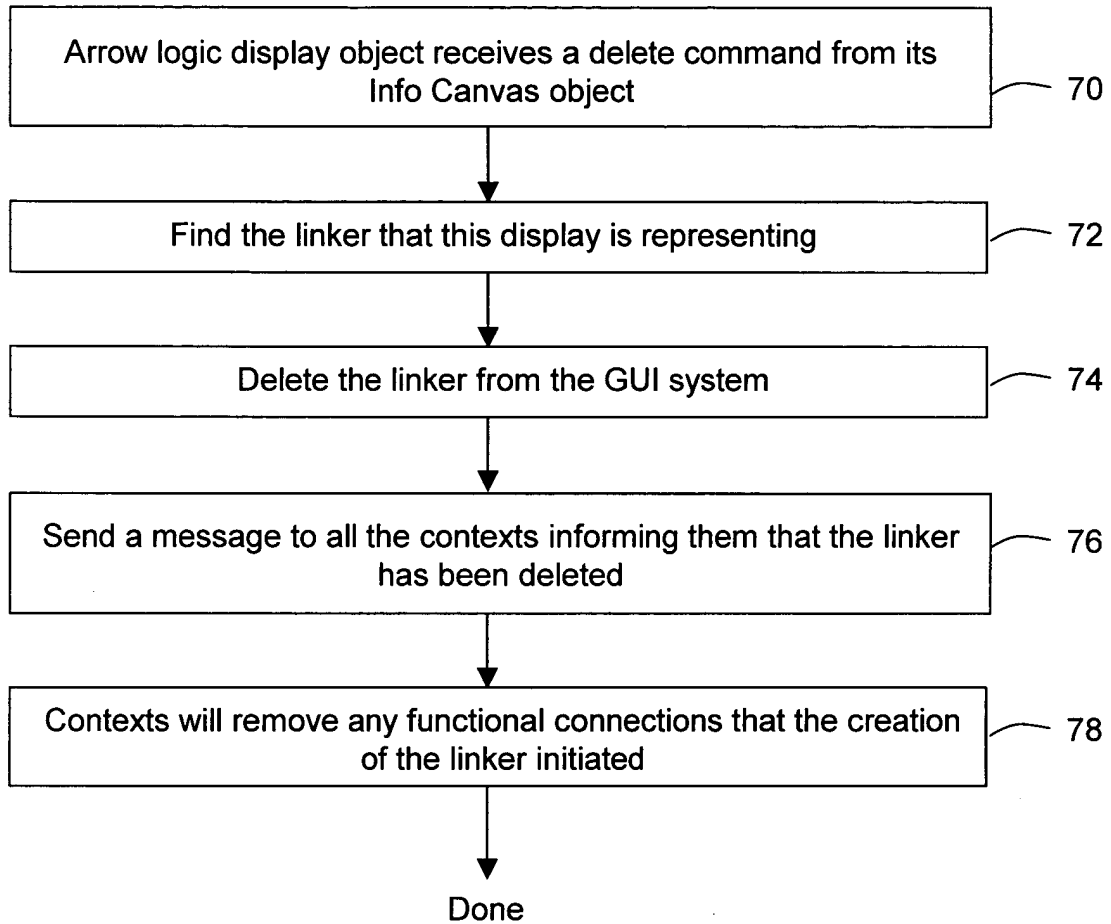 Arrow logic display object receives a delete command from its
Info Canvas object
70
Find the linker that this display is representing
72
Delete the linker from the GUI system
74
Send a message to all the contexts informing them that the linker
has been deleted
76
Contexts will remove any functional connections that the creation
of the linker initiated
78
Done